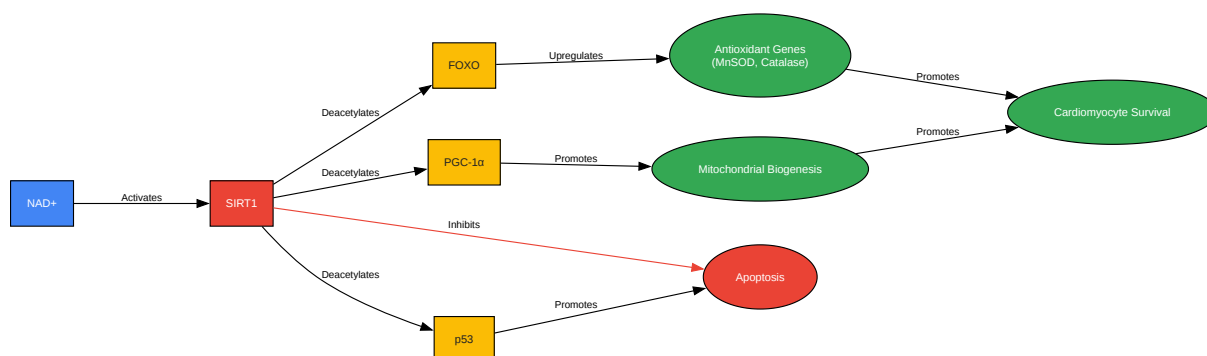 NAD+
Activates
SIRT1
Deacetylates
FOXO
Upregulates
Antioxidant Genes
(MnSOD, Catalase)
Promotes
Cardiomyocyte Survival
Deacetylates
PGC-1α
Promotes
Mitochondrial Biogenesis
Promotes
Inhibits
Apoptosis
Deacetylates
p53
Promotes